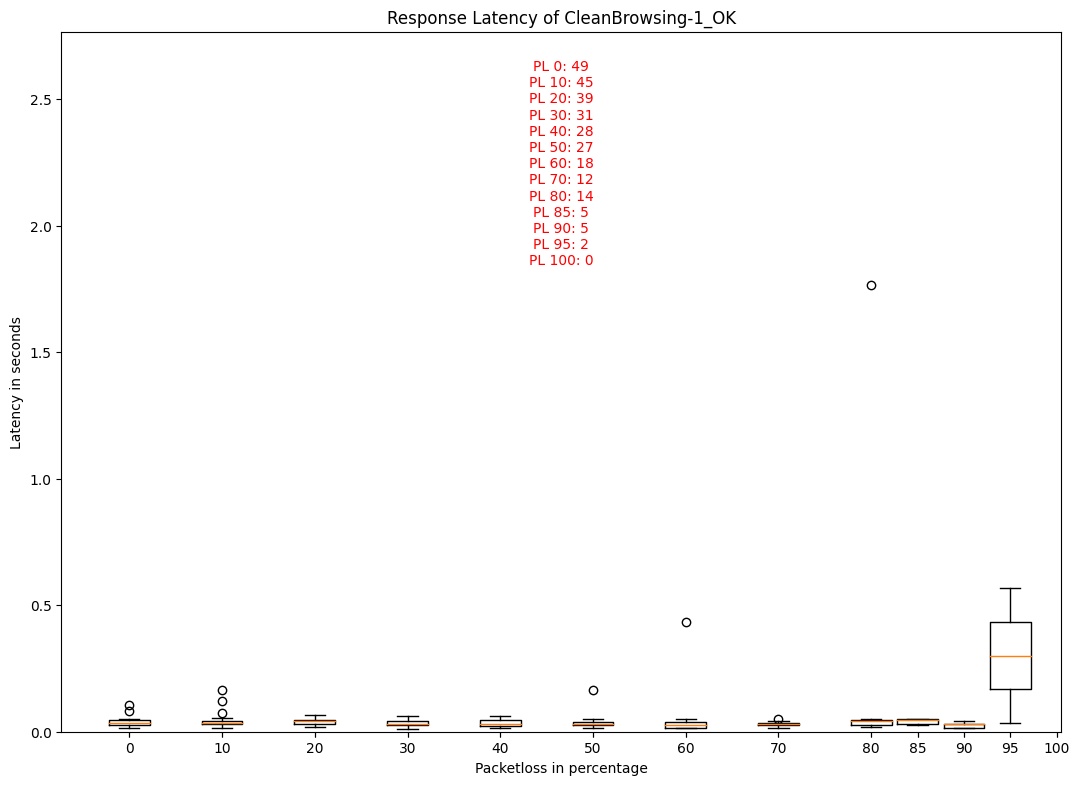 Response Latency of CleanBrowsing-1_OK
PL 0: 49
PL 10: 45
PL 20: 39
PL 30: 31
PL 40: 28
PL 50: 27
PL 60: 18
PL 70: 12
PL 80: 14
PL 85: 5
PL 90: 5
PL 95: 2
PL 100: 0
Latency in seconds
2.5
2.0
1.5
1.0
0.5
0.0
0 10 20 30 40 50 60 70 80 85 90 95 100
Packetloss in percentage